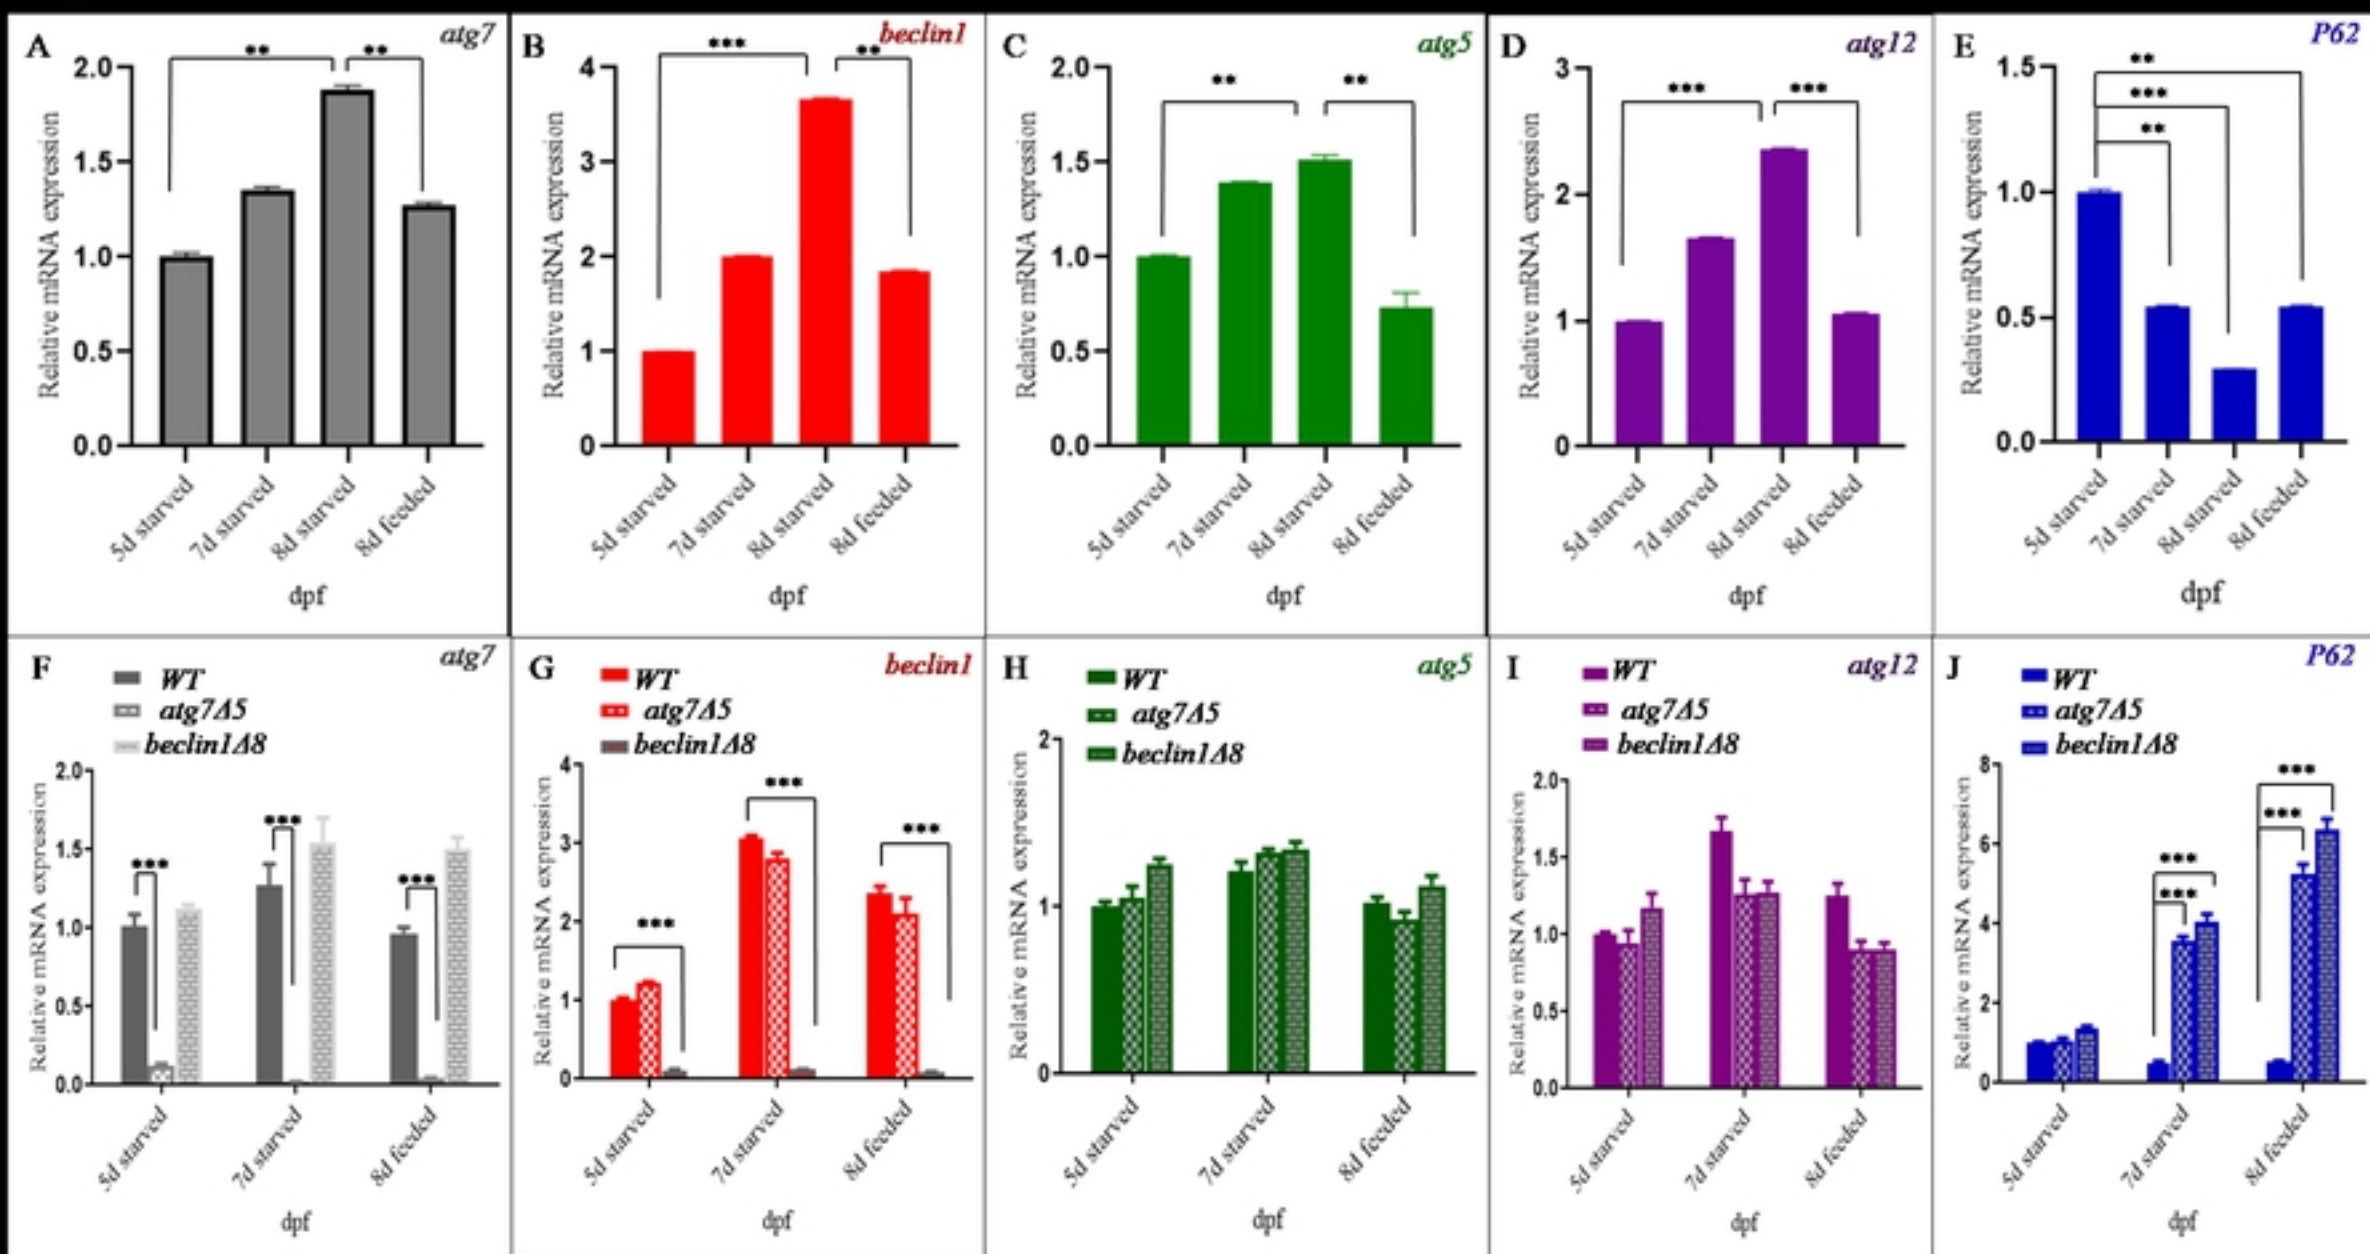 A
atg7
**
**
2.0
1.5
1.0
0.5
0.0
Relative mRNA expression
5d starved
7d starved
8d starved
8d feeded
dpf
B
beclin1
***
**
4
3
2
1
0
Relative mRNA expression
5d starved
7d starved
8d starved
8d feeded
dpf
C
atg5
**
**
2.0
1.5
1.0
0.5
0.0
Relative mRNA expression
5d starved
7d starved
8d starved
8d feeded
dpf
D
atg12
***
***
3
2
1
0
Relative mRNA expression
5d starved
7d starved
8d starved
8d feeded
dpf
E
P62
**
***
**
1.5
1.0
0.5
0.0
Relative mRNA expression
5d starved
7d starved
8d starved
8d feeded
dpf
F
atg7
WT
atg7Δ5
beclin1Δ8
2.0
1.5
1.0
0.5
0.0
***
***
***
Relative mRNA expression
5d starved
7d starved
8d feeded
dpf
G
beclin1
WT
atg7Δ5
beclin1Δ8
4
3
2
1
0
***
***
***
Relative mRNA expression
5d starved
7d starved
8d feeded
dpf
H
atg5
WT
atg7Δ5
beclin1Δ8
2
1
0
Relative mRNA expression
5d starved
7d starved
8d feeded
dpf
I
atg12
WT
atg7Δ5
beclin1Δ8
2.0
1.5
1.0
0.5
0.0
Relative mRNA expression
5d starved
7d starved
8d feeded
dpf
J
P62
WT
atg7Δ5
beclin1Δ8
8
6
4
2
0
***
***
***
***
Relative mRNA expression
5d starved
7d starved
8d feeded
dpf